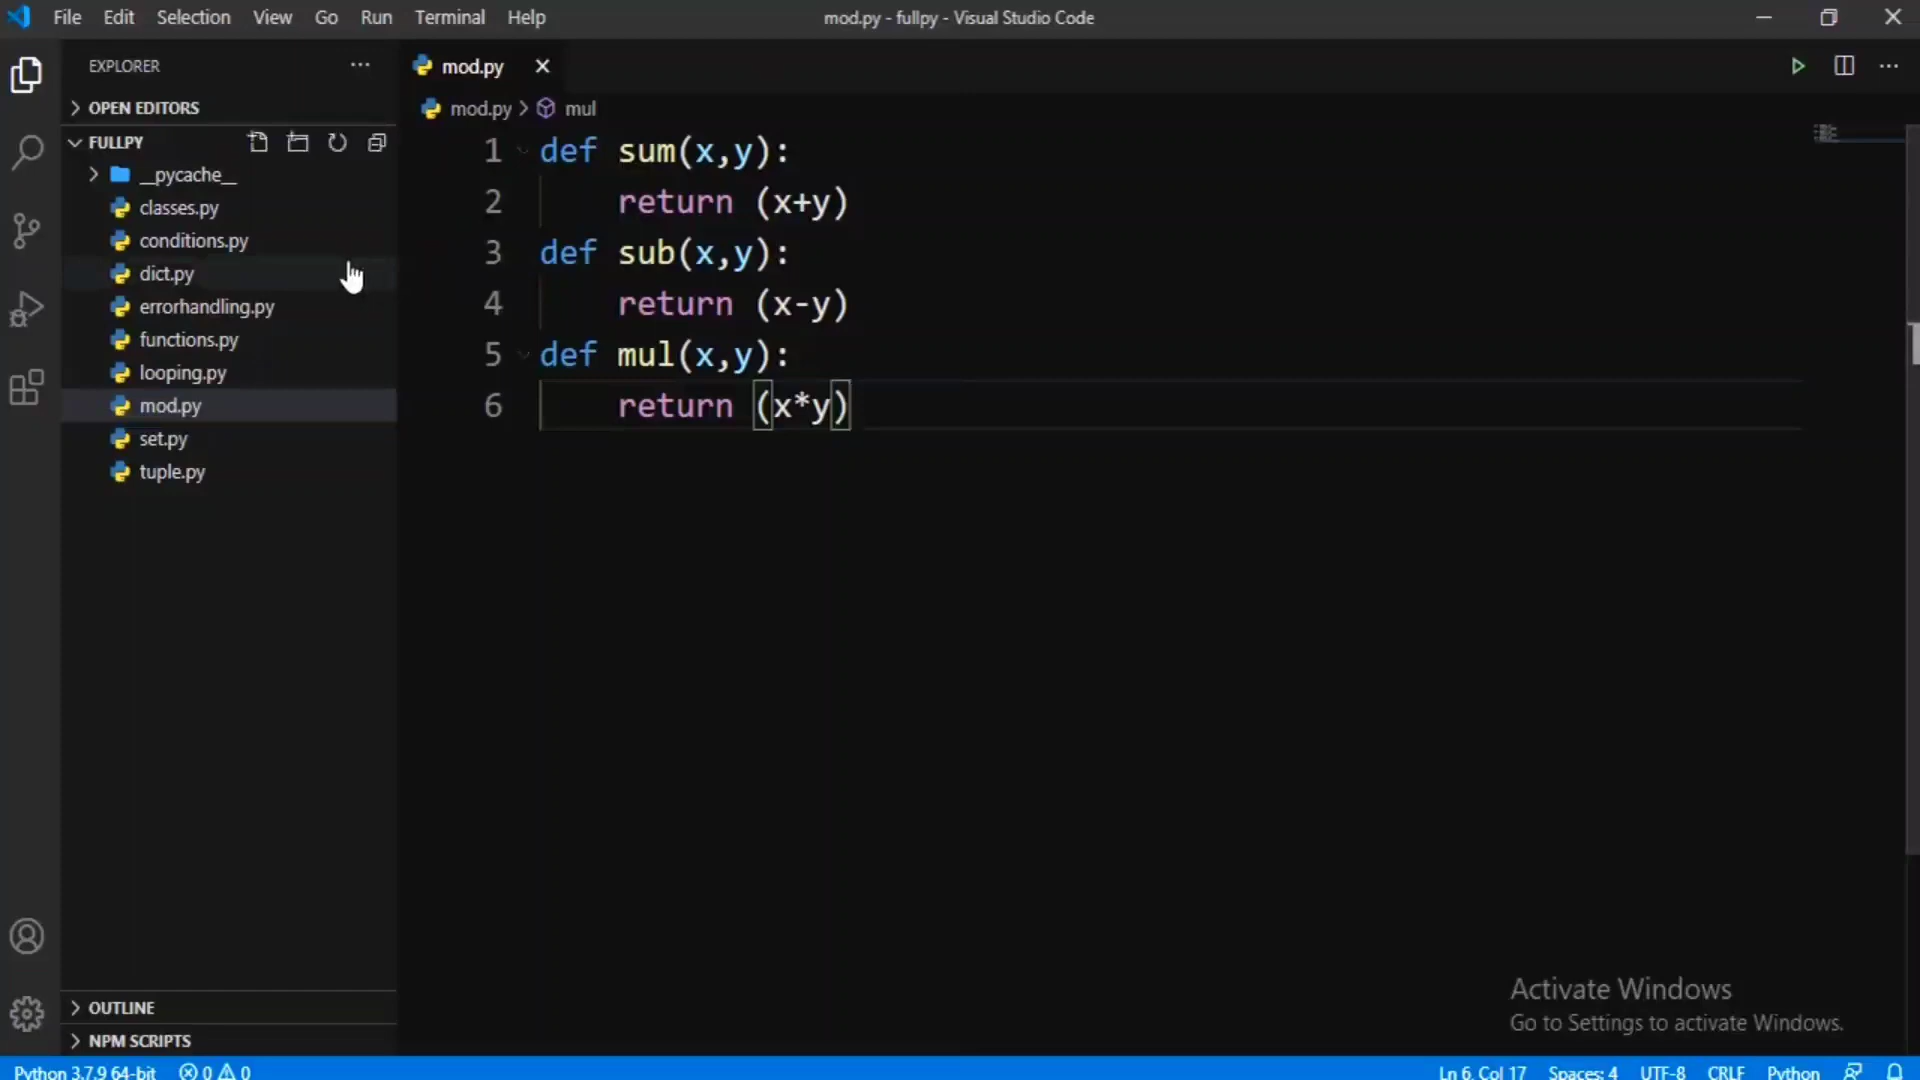 File Edit Selection View Go Run Terminal Help
mod.py - fullpy - Visual Studio Code
EXPLORER
OPEN EDITORS
FULLPY
__pycache__
classes.py
conditions.py
dict.py
errorhandling.py
functions.py
looping.py
mod.py
set.py
tuple.py
OUTLINE
NPM SCRIPTS
mod.py
mod.py > mul
1 def sum(x,y):
2     return (x+y)
3 def sub(x,y):
4     return (x-y)
5 def mul(x,y):
6     return (x*y)
Activate Windows
Go to Settings to activate Windows.
Python 3.7.9 64-bit 0 0 Ln 6, Col 17 Spaces: 4 UTF-8 CRLF Python